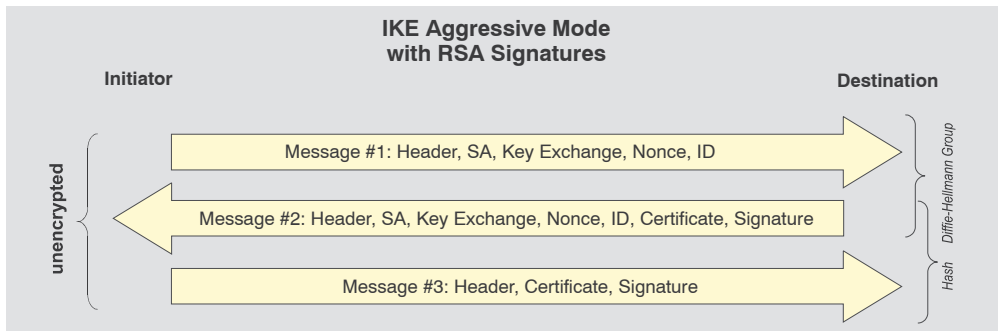 IKE Aggressive Mode
with RSA Signatures
Initiator
Destination
unencrypted
Message #1: Header, SA, Key Exchange, Nonce, ID
Message #2: Header, SA, Key Exchange, Nonce, ID, Certificate, Signature
Message #3: Header, Certificate, Signature
Diffie-Hellmann Group
Hash